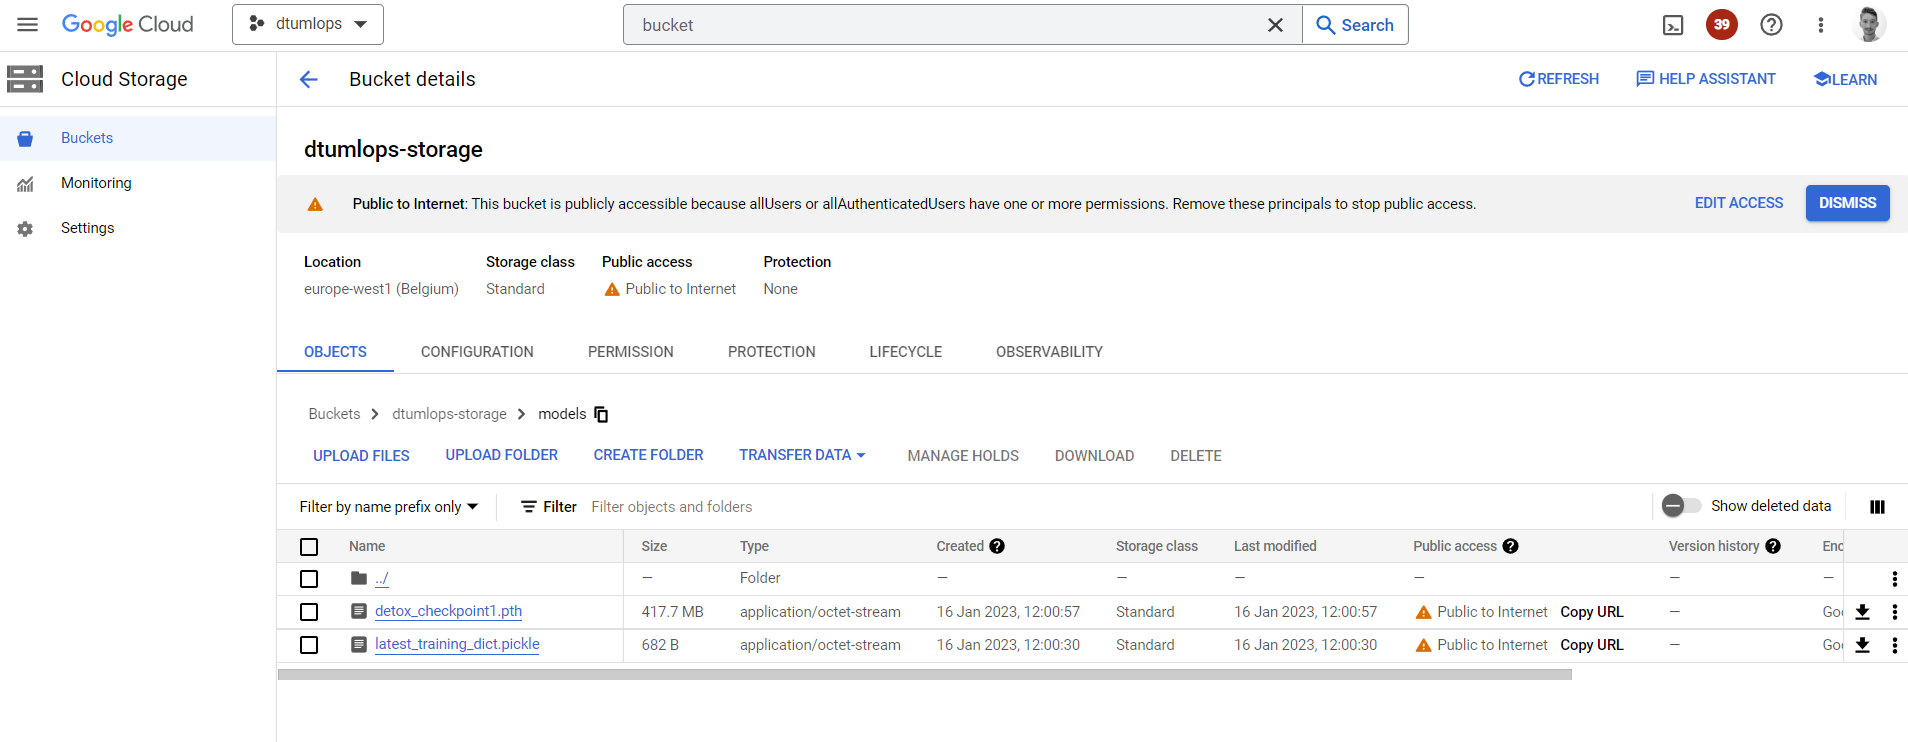 Google Cloud dtumlops bucket Search 39
Cloud Storage Bucket details REFRESH HELP ASSISTANT LEARN
Buckets
Monitoring
Settings
dtumlops-storage
Public to Internet: This bucket is publicly accessible because allUsers or allAuthenticatedUsers have one or more permissions. Remove these principals to stop public access. EDIT ACCESS DISMISS
Location Storage class Public access Protection
europe-west1 (Belgium) Standard Public to Internet None
OBJECTS CONFIGURATION PERMISSION PROTECTION LIFECYCLE OBSERVABILITY
Buckets > dtumlops-storage > models
UPLOAD FILES UPLOAD FOLDER CREATE FOLDER TRANSFER DATA MANAGE HOLDS DOWNLOAD DELETE
Filter by name prefix only Filter Filter objects and folders Show deleted data
Name Size Type Created Storage class Last modified Public access Version history Enc
../ — Folder — — — — — —
detox_checkpoint1.pth 417.7 MB application/octet-stream 16 Jan 2023, 12:00:57 Standard 16 Jan 2023, 12:00:57 Public to Internet Copy URL — Goo
latest_training_dict.pickle 682 B application/octet-stream 16 Jan 2023, 12:00:30 Standard 16 Jan 2023, 12:00:30 Public to Internet Copy URL — Goo